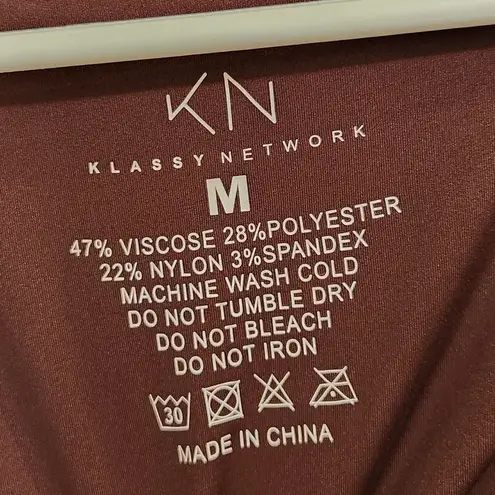 KN
KLASSY NETWORK
M
47% VISCOSE 28%POLYESTER
22% NYLON 3%SPANDEX
MACHINE WASH COLD
DO NOT TUMBLE DRY
DO NOT BLEACH
DO NOT IRON
30
MADE IN CHINA